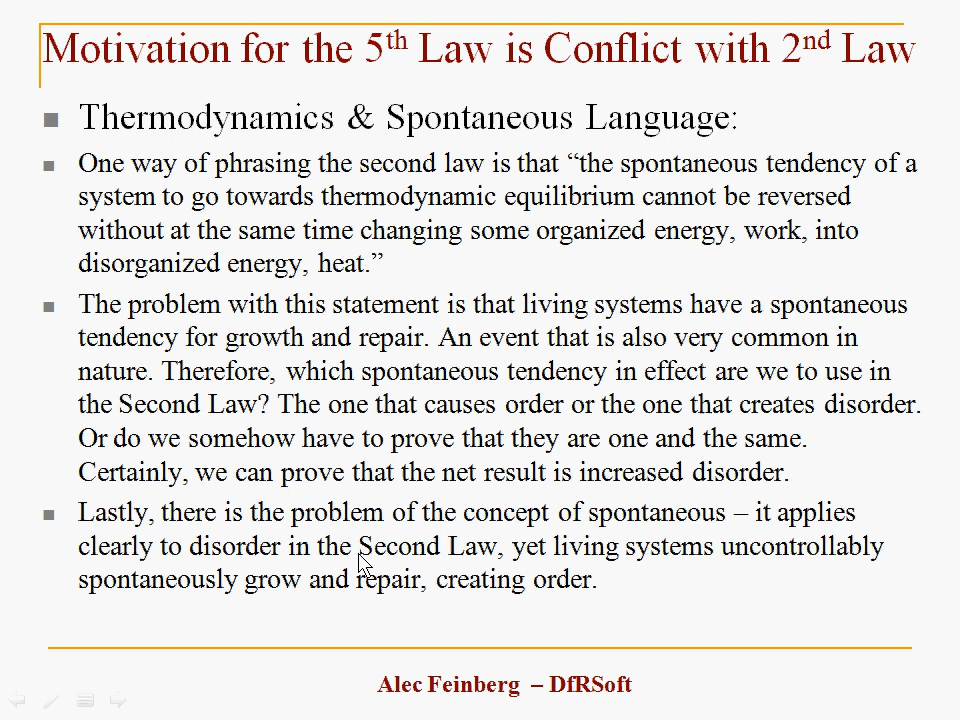 Motivation for the 5th Law is Conflict with 2nd Law
Thermodynamics & Spontaneous Language:
One way of phrasing the second law is that “the spontaneous tendency of a
system to go towards thermodynamic equilibrium cannot be reversed
without at the same time changing some organized energy, work, into
disorganized energy, heat.”
The problem with this statement is that living systems have a spontaneous
tendency for growth and repair. An event that is also very common in
nature. Therefore, which spontaneous tendency in effect are we to use in
the Second Law? The one that causes order or the one that creates disorder.
Or do we somehow have to prove that they are one and the same.
Certainly, we can prove that the net result is increased disorder.
Lastly, there is the problem of the concept of spontaneous – it applies
clearly to disorder in the Second Law, yet living systems uncontrollably
spontaneously grow and repair, creating order.
Alec Feinberg – DfRSoft